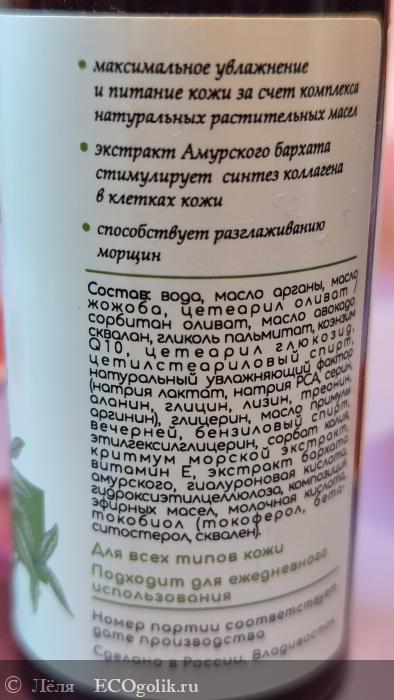 • максимальное увлажнение
и питание кожи за счет комплекса
натуральных растительных масел
• экстракт Амурского бархата
стимулирует синтез коллагена
в клетках кожи
• способствует разглаживанию
морщин
Состав: вода, масло арганы, масло
жожоба, цетеарил оливат /
сорбитан оливат, масло авокадо,
сквалан, гликоль пальмитат, коэнзим
Q10, цетеарил глюкозид,
цетилстеариловый спирт,
натуральный увлажняющий фактор
(натрия лактат, натрия PCA, серин,
аланин, глицин, лизин, треонин,
аргинин), глицерин, масло примулы
вечерней, бензиловый спирт,
этилгексилглицерин, сорбат калия,
критмум морской экстракт,
витамин Е, экстракт бархата
амурского, гиалуроновая кислота,
гидроксиэтилцеллюлоза, композиция
эфирных масел, молочная кислота,
токобиол (токоферол, бета-
ситостерол, сквален).
Для всех типов кожи
Подходит для ежедневного
использования
Номер партии соответствует
дате производства
Сделано в России, Владивосток,
© Лёля ECOgolik.ru